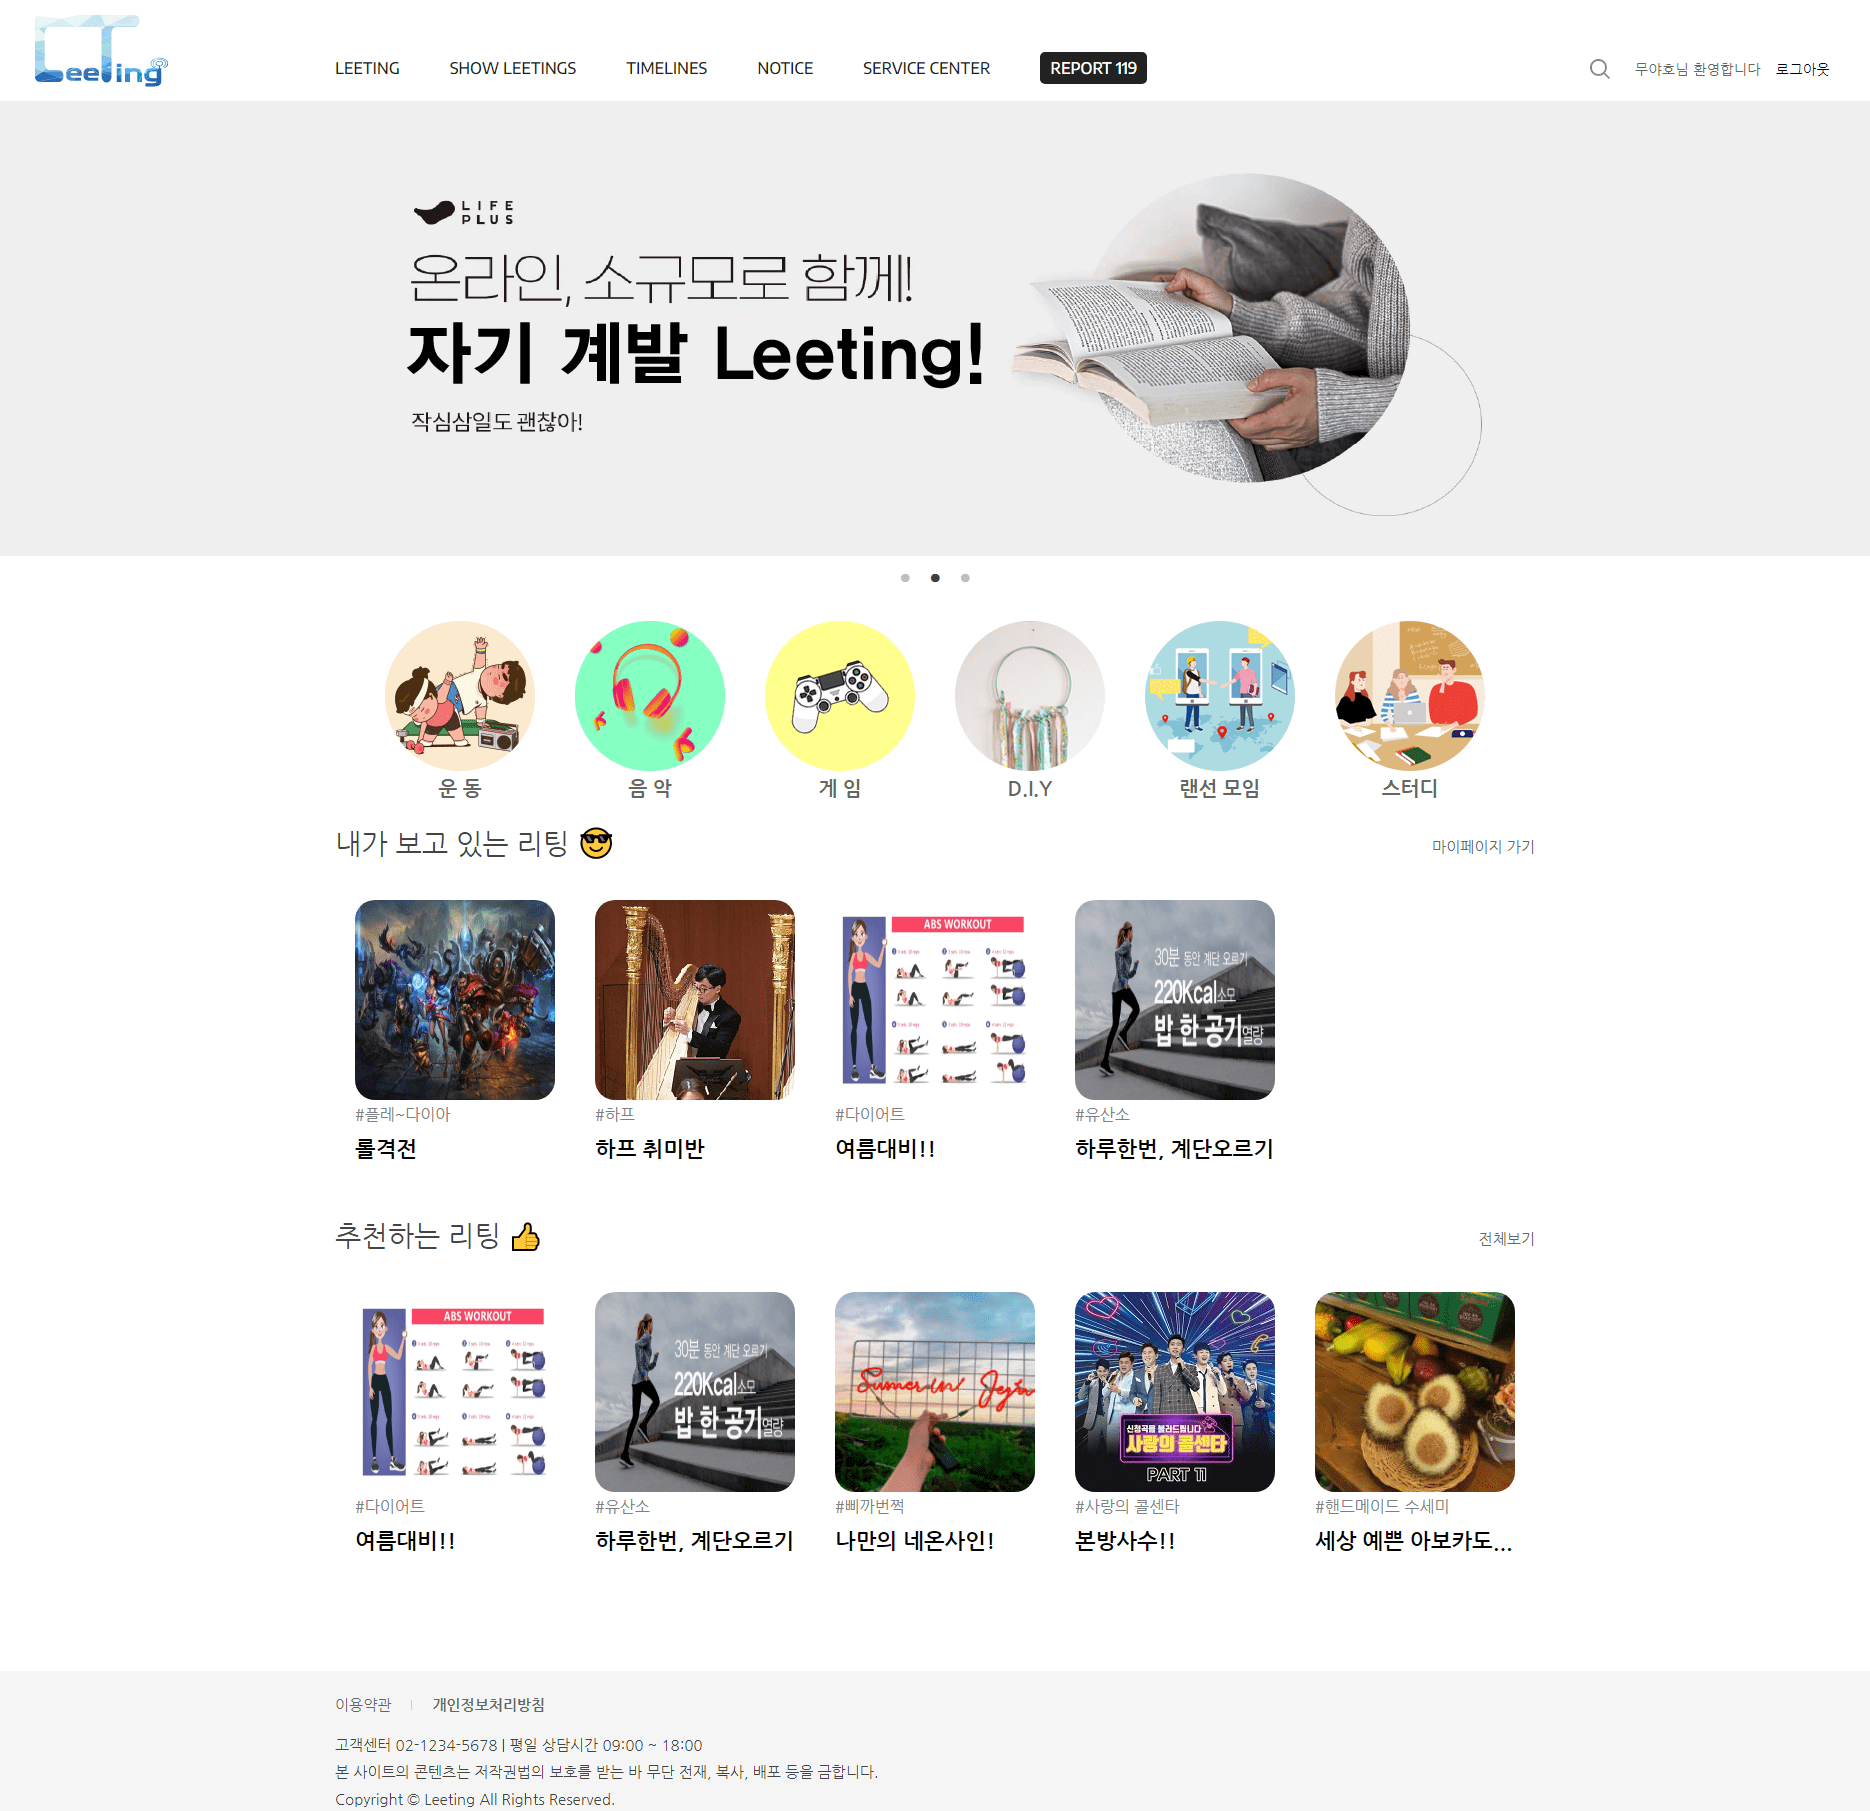 Leeting
LEETING
SHOW LEETINGS
TIMELINES
NOTICE
SERVICE CENTER
REPORT 119
무야호님 환영합니다
로그아웃
LIFE
PLUS
온라인, 소규모로 함께!
자기 계발 Leeting!
작심삼일도 괜찮아!
운 동
음 악
게 임
D.I.Y
랜선 모임
스터디
내가 보고 있는 리팅 😎
마이페이지 가기
ABS WORKOUT
30분 동안 계단 오르기
220Kcal소모
밥 한 공기열량
#플레~다이아
#하프
#다이어트
#유산소
롤격전
하프 취미반
여름대비!!
하루한번, 계단오르기
추천하는 리팅 👍
전체보기
ABS WORKOUT
30분 동안 계단 오르기
220Kcal소모
밥 한 공기열량
신청곡을 불러드립니다
사랑의 콜센타
PART 11
#다이어트
#유산소
#삐까번쩍
#사랑의 콜센타
#핸드메이드 수세미
여름대비!!
하루한번, 계단오르기
나만의 네온사인!
본방사수!!
세상 예쁜 아보카도...
이용약관
개인정보처리방침
고객센터 02-1234-5678 | 평일 상담시간 09:00 ~ 18:00
본 사이트의 콘텐츠는 저작권법의 보호를 받는 바 무단 전재, 복사, 배포 등을 금합니다.
Copyright © Leeting All Rights Reserved.